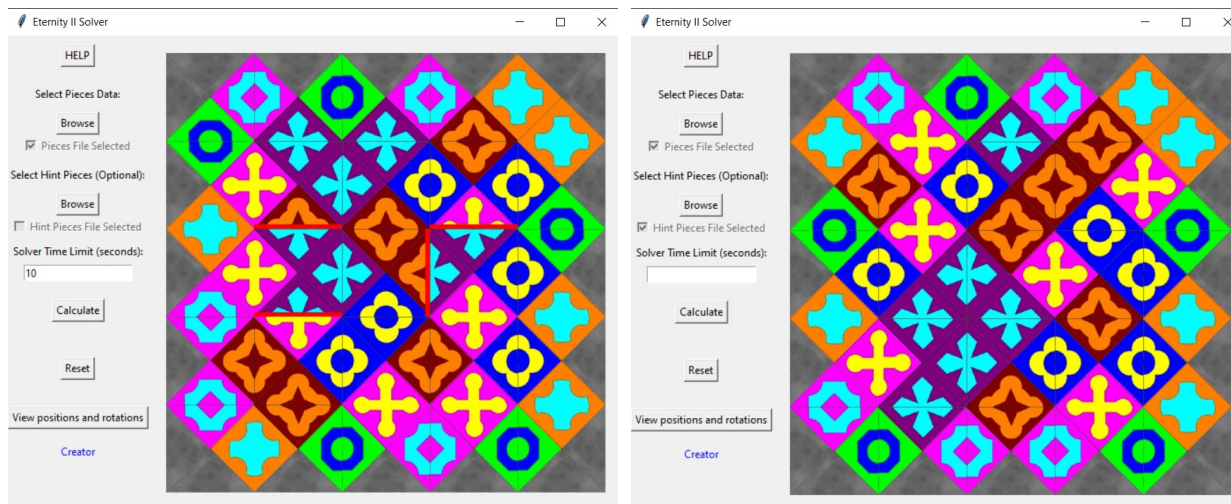 Eternity II Solver
HELP
Select Pieces Data:
Browse
Pieces File Selected
Select Hint Pieces (Optional):
Browse
Hint Pieces File Selected
Solver Time Limit (seconds):
10
Calculate
Reset
View positions and rotations
Creator
Eternity II Solver
HELP
Select Pieces Data:
Browse
Pieces File Selected
Select Hint Pieces (Optional):
Browse
Hint Pieces File Selected
Solver Time Limit (seconds):
Calculate
Reset
View positions and rotations
Creator